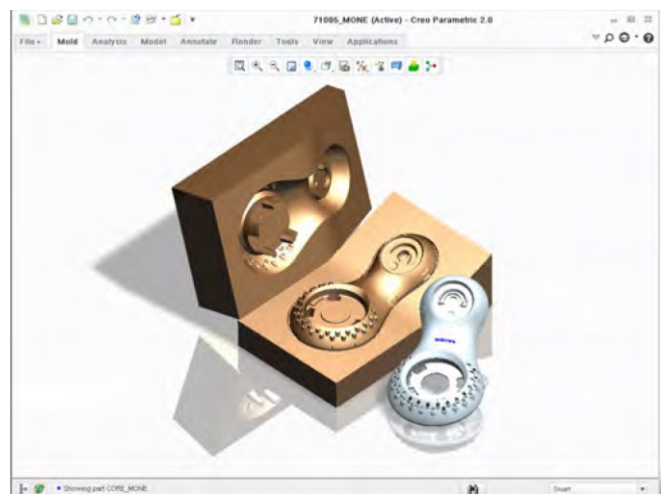 71085_MONE (Active) - Creo Parametric 2.0
File Mold Analysis Model Annotate Render Tools View Applications
Showing part CORE_MONE
Smart